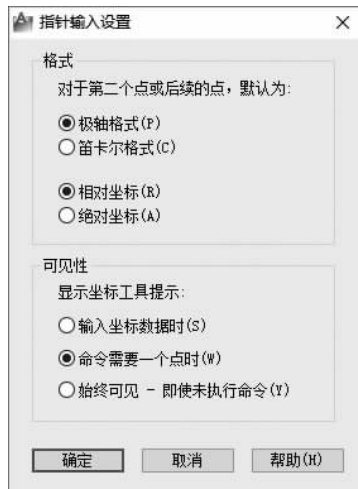 指针输入设置
格式
对于第二个点或后续的点，默认为:
极轴格式(P)
笛卡尔格式(C)
相对坐标(R)
绝对坐标(A)
可见性
显示坐标工具提示:
输入坐标数据时(S)
命令需要一个点时(W)
始终可见 - 即使未执行命令(Y)
确定 取消 帮助(H)